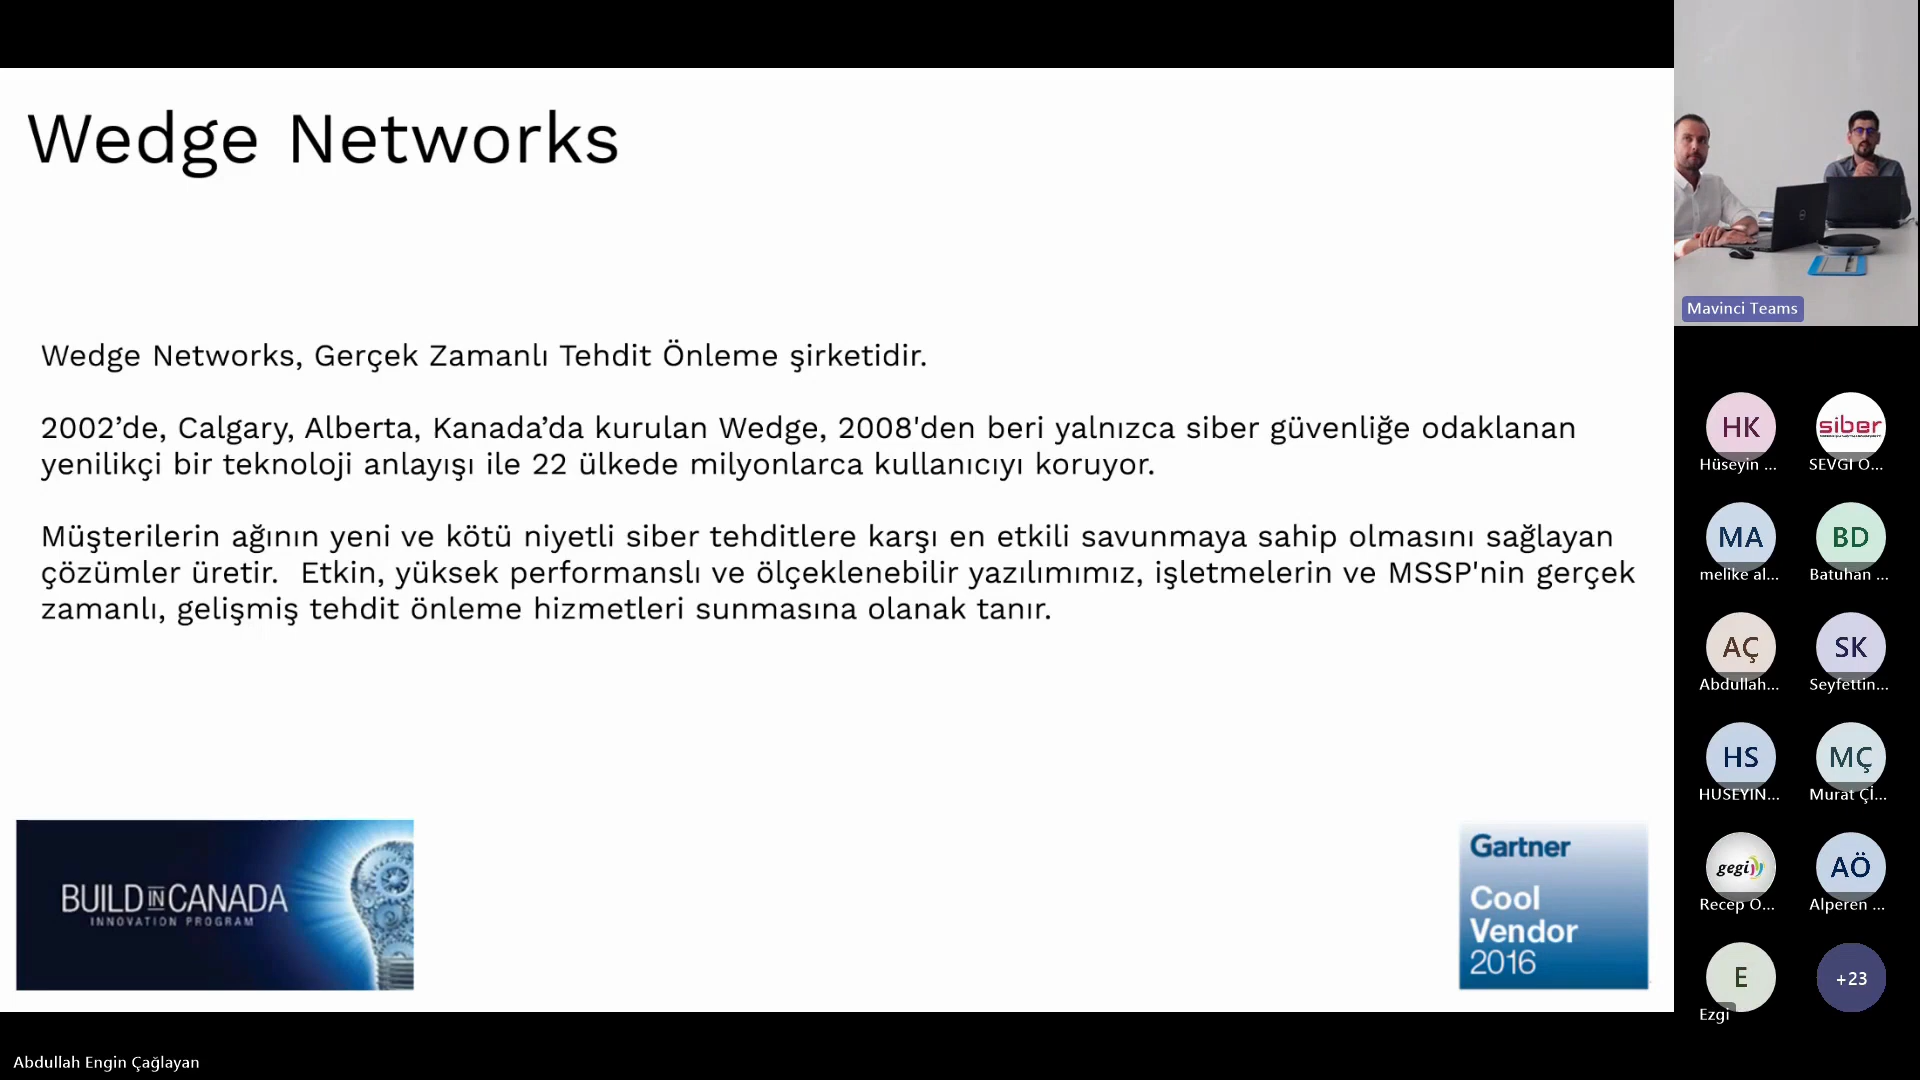 Wedge Networks
Wedge Networks, Gerçek Zamanlı Tehdit Önleme şirketidir.
2002’de, Calgary, Alberta, Kanada’da kurulan Wedge, 2008'den beri yalnızca siber güvenliğe odaklanan
yenilikçi bir teknoloji anlayışı ile 22 ülkede milyonlarca kullanıcıyı koruyor.
Müşterilerin ağının yeni ve kötü niyetli siber tehditlere karşı en etkili savunmaya sahip olmasını sağlayan
çözümler üretir.  Etkin, yüksek performanslı ve ölçeklenebilir yazılımımız, işletmelerin ve MSSP'nin gerçek
zamanlı, gelişmiş tehdit önleme hizmetleri sunmasına olanak tanır.
BUILD IN CANADA
INNOVATION PROGRAM
Gartner
Cool
Vendor
2016
Abdullah Engin Çağlayan
Mavinci Teams
HK
Hüseyin ...
siber
SEVGI O...
MA
melike al...
BD
Batuhan ...
AÇ
Abdullah...
SK
Seyfettin...
HS
HUSEYIN...
MÇ
Murat Çİ...
gegi
Recep O...
AÖ
Alperen ...
E
Ezgi
+23